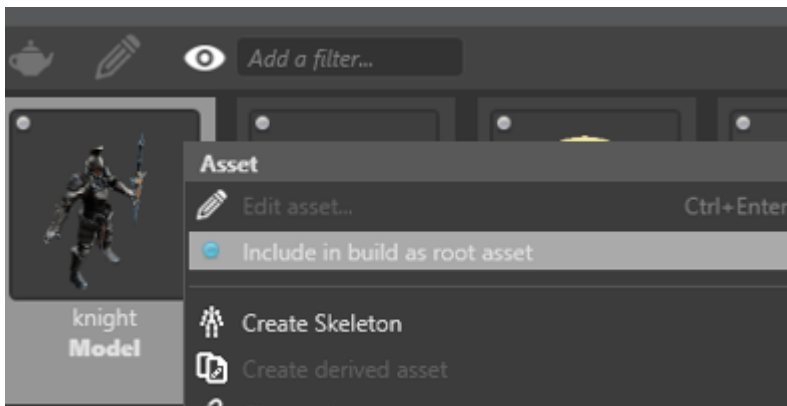 Add a filter...
Asset
Edit asset... Ctrl+Enter
Include in build as root asset
knight
Model
Create Skeleton
Create derived asset